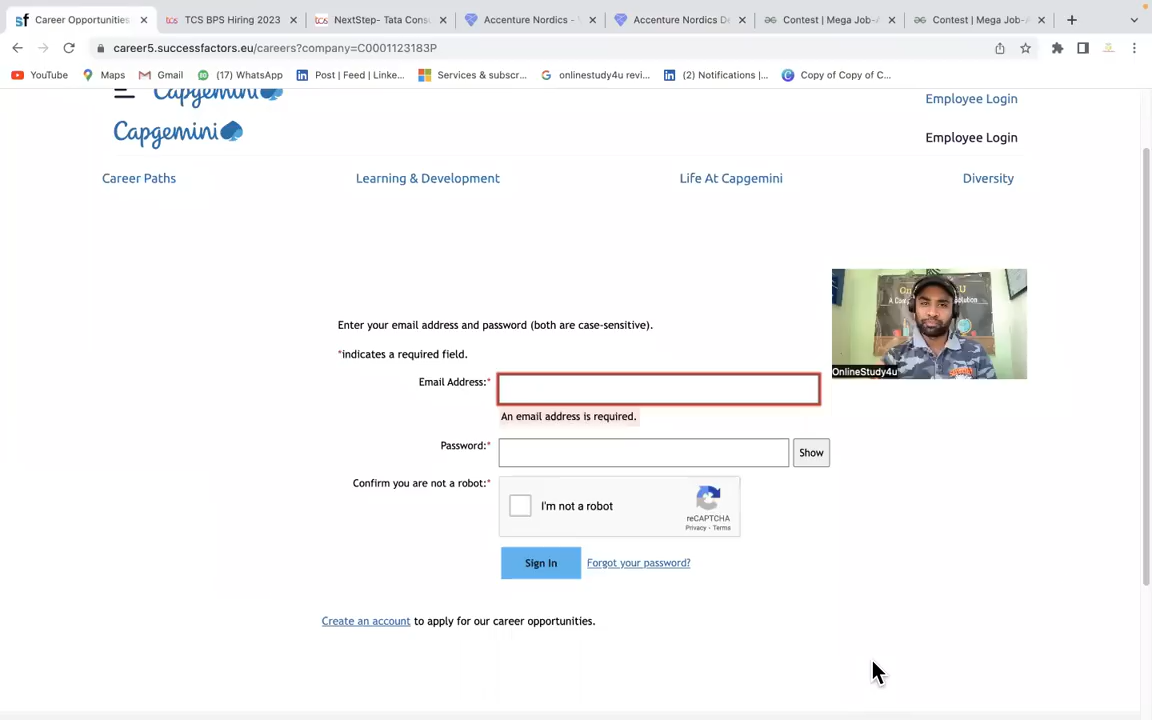 Career Opportunities
TCS BPS Hiring 2023
NextStep- Tata Consu
Accenture Nordics -
Accenture Nordics De
Contest | Mega Job-A
Contest | Mega Job-A
career5.successfactors.eu/careers?company=C0001123183P
YouTube
Maps
Gmail
(17) WhatsApp
Post | Feed | Linke...
Services & subscr...
onlinestudy4u revi...
(2) Notifications |...
Copy of Copy of C...
Capgemini
Employee Login
Capgemini
Employee Login
Career Paths
Learning & Development
Life At Capgemini
Diversity
Enter your email address and password (both are case-sensitive).
*indicates a required field.
Email Address:*
An email address is required.
OnlineStudy4u
Password:*
Show
Confirm you are not a robot:*
I'm not a robot
reCAPTCHA
Privacy - Terms
Sign In
Forgot your password?
Create an account to apply for our career opportunities.